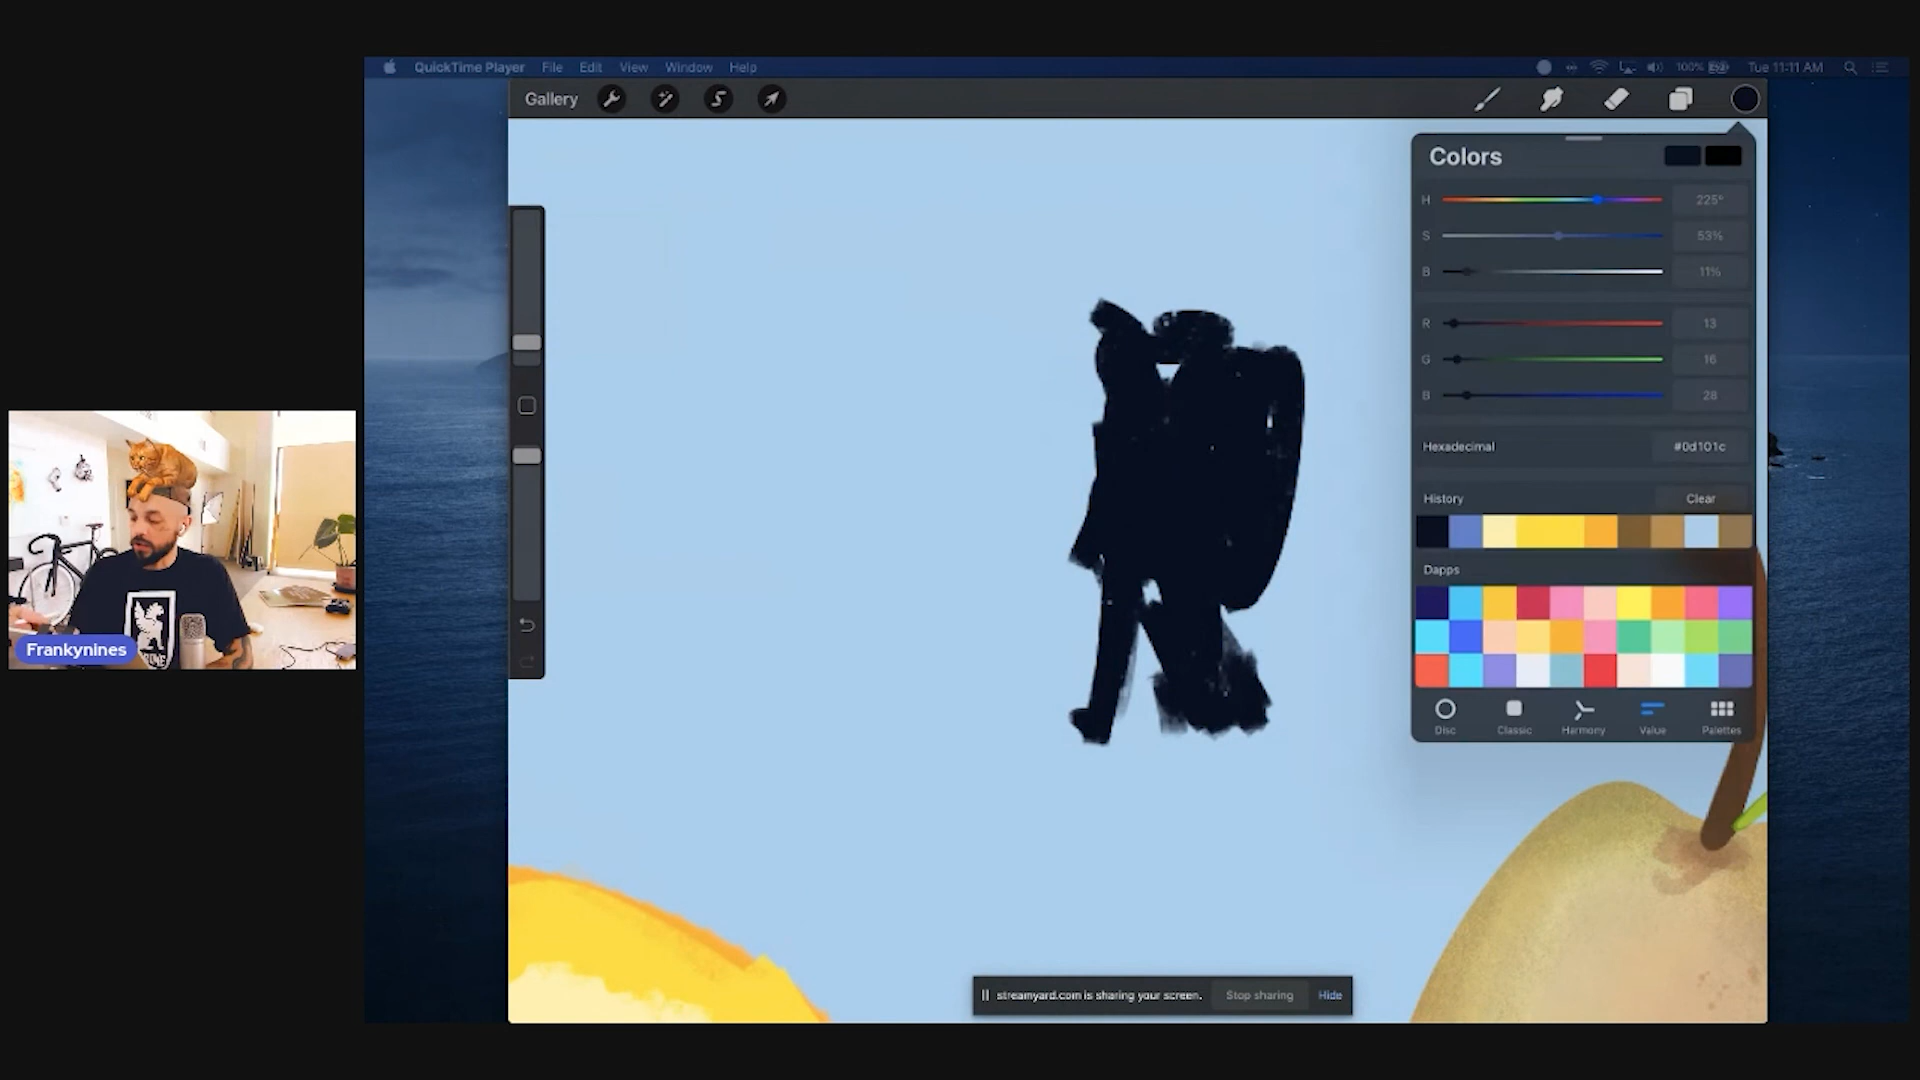 QuickTime Player File Edit View Window Help
100% Tue 11:11 AM
Gallery
Colors
H 225°
S 53%
B 11%
R 13
G 16
B 28
Hexadecimal #0d101c
History Clear
Dapps
Disc Classic Harmony Value Palettes
Frankynines
streamyard.com is sharing your screen. Stop sharing Hide